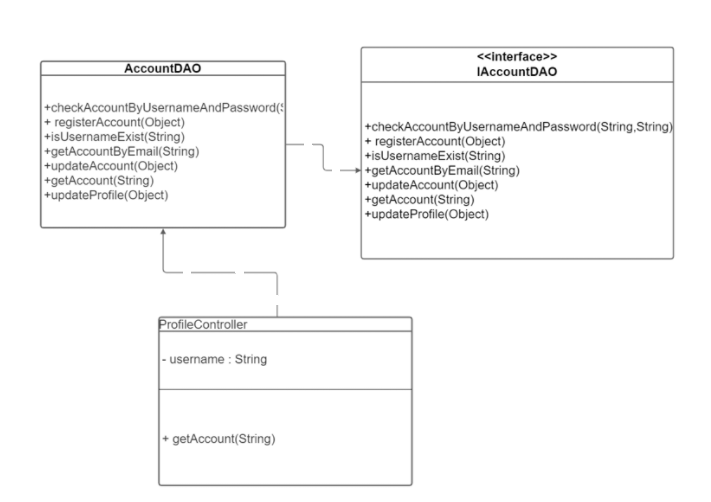 AccountDAO
+checkAccountByUsernameAndPassword(S
+ registerAccount(Object)
+isUsernameExist(String)
+getAccountByEmail(String)
+updateAccount(Object)
+getAccount(String)
+updateProfile(Object)
<<interface>>
IAccountDAO
+checkAccountByUsernameAndPassword(String,String)
+ registerAccount(Object)
+isUsernameExist(String)
+getAccountByEmail(String)
+updateAccount(Object)
+getAccount(String)
+updateProfile(Object)
ProfileController
- username : String
+ getAccount(String)